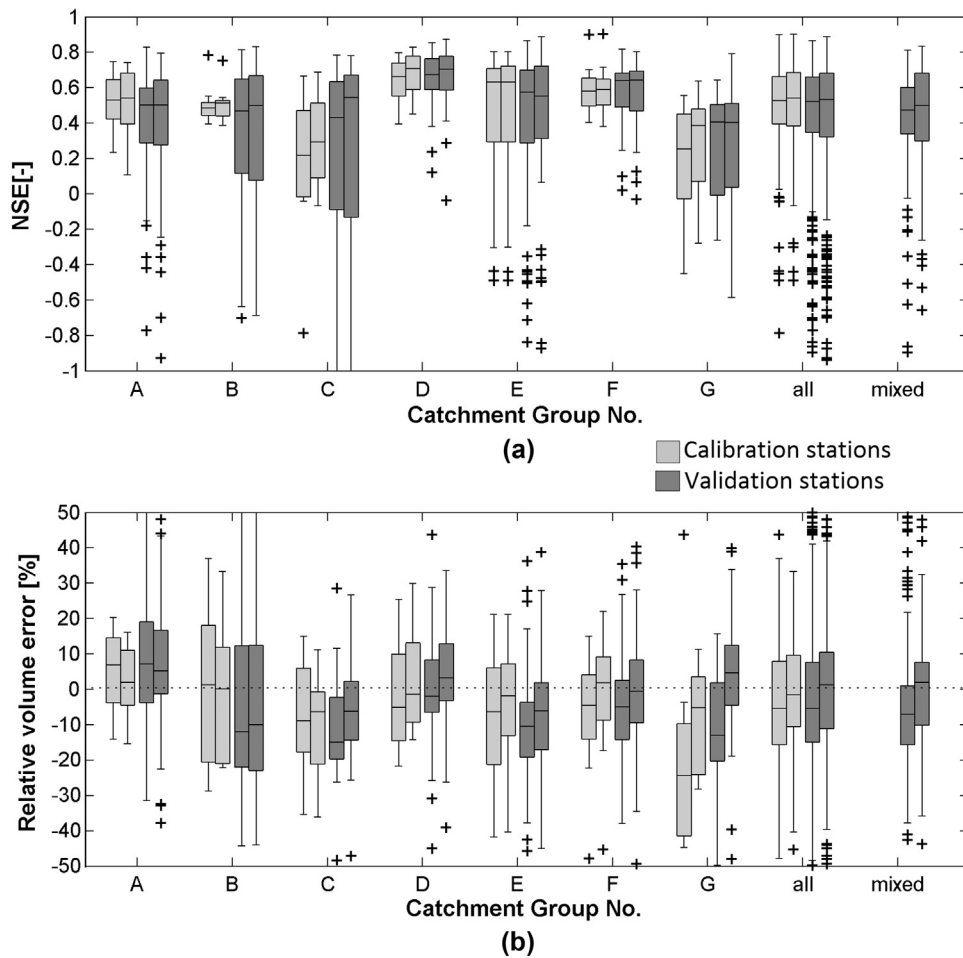 1
0.8
0.6
0.4
0.2
0
-0.2
-0.4
-0.6
-0.8
-1
NSE[-]
A B C D E F G all mixed
Catchment Group No.
(a)
Calibration stations
Validation stations
50
40
30
20
10
0
-10
-20
-30
-40
-50
Relative volume error [%]
A B C D E F G all mixed
Catchment Group No.
(b)